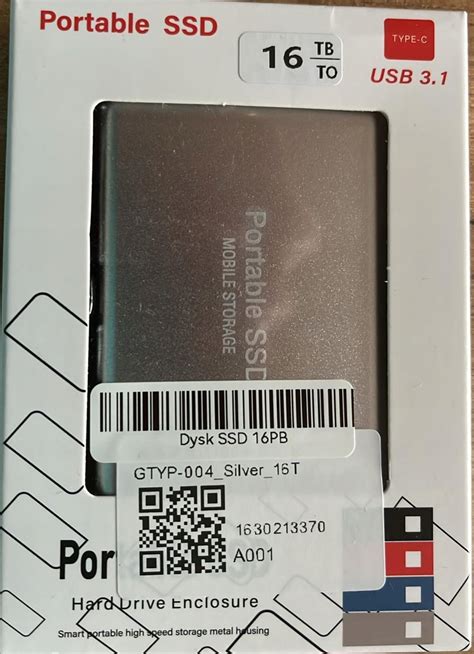 Portable SSD
16 TB
TO
TYPE-C
USB 3.1
Portable SSD
MOBILE STORAGE
Dysk SSD 16PB
GTYP-004_Silver_16T
1630213370
A001
Por
Hard Drive Enclosure
Smart portable high speed storage metal housing